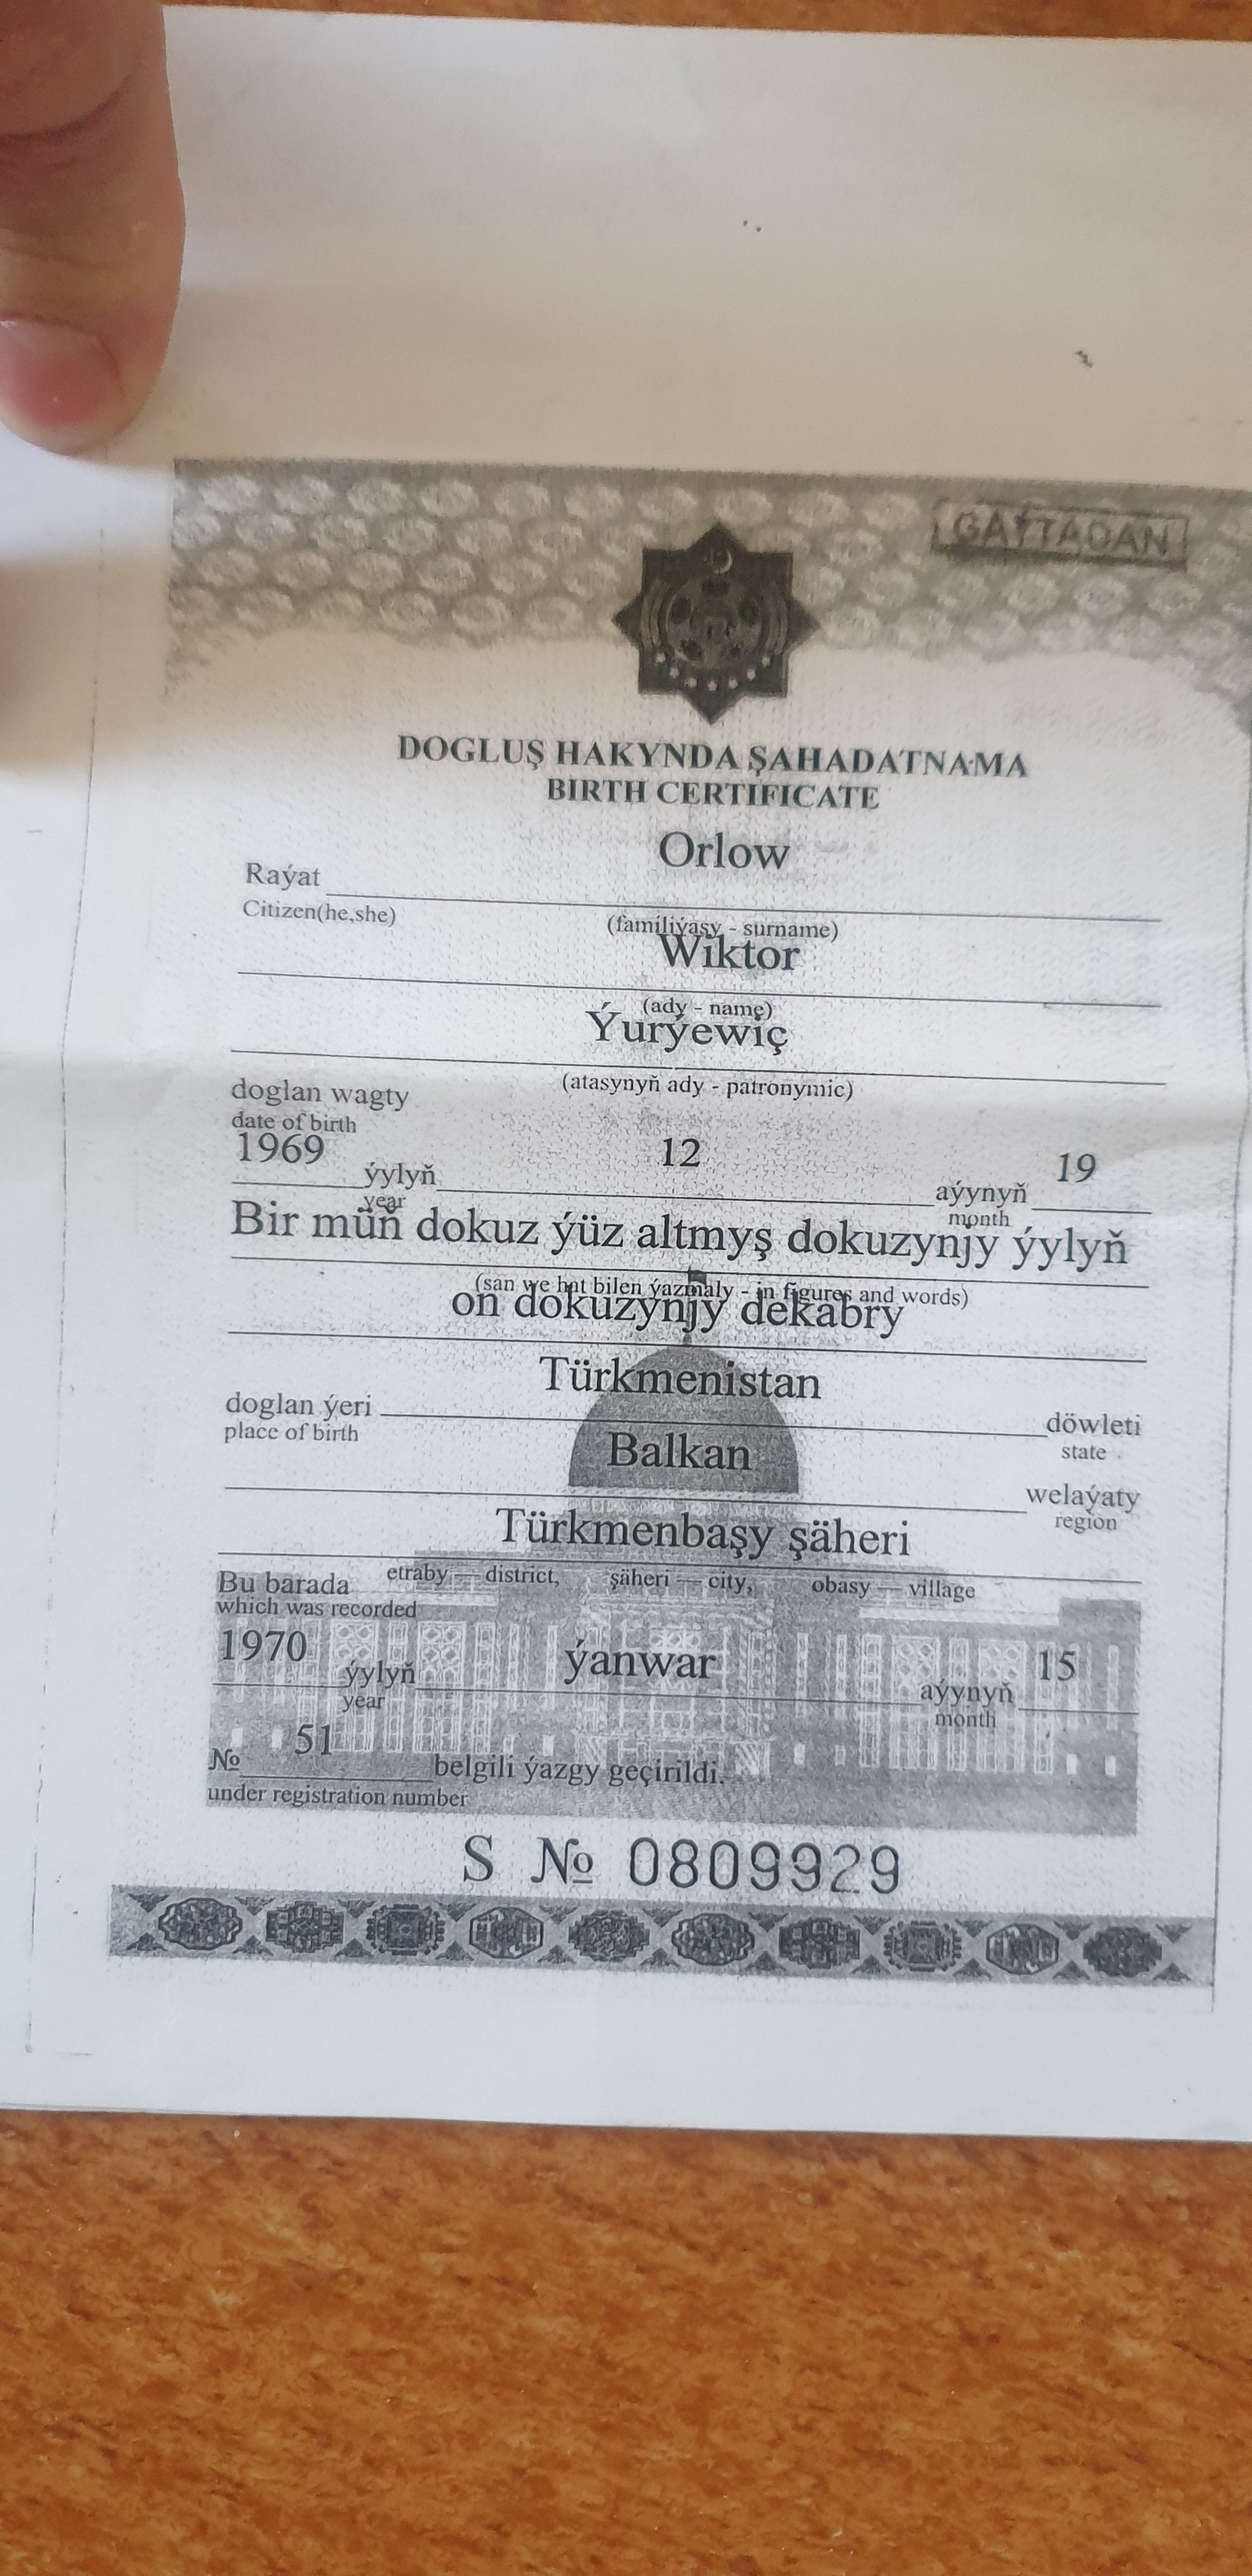 GAÝTADAN
DOGLUŞ HAKYNDA ŞAHADATNAMA
BIRTH CERTIFICATE
Orlow
Raýat
Citizen(he,she)
(familiýasy - surname)
Wiktor
(ady - name)
Ýurýewiç
(atasynyň ady - patronymic)
doglan wagty
date of birth
1969 ýylyň 12 aýynyň 19
year month
Bir müň dokuz ýüz altmyş dokuzynjy ýylyň
(san we hat bilen ýazmaly - in figures and words)
on dokuzynjy dekabry
Türkmenistan
doglan ýeri döwleti
place of birth state
Balkan
welaýaty
region
Türkmenbaşy şäheri
etraby — district, şäheri — city, obasy — village
Bu barada
which was recorded
1970 ýylyň ýanwar aýynyň 15
year month
№ 51 belgili ýazgy geçirildi.
under registration number
S № 0809929